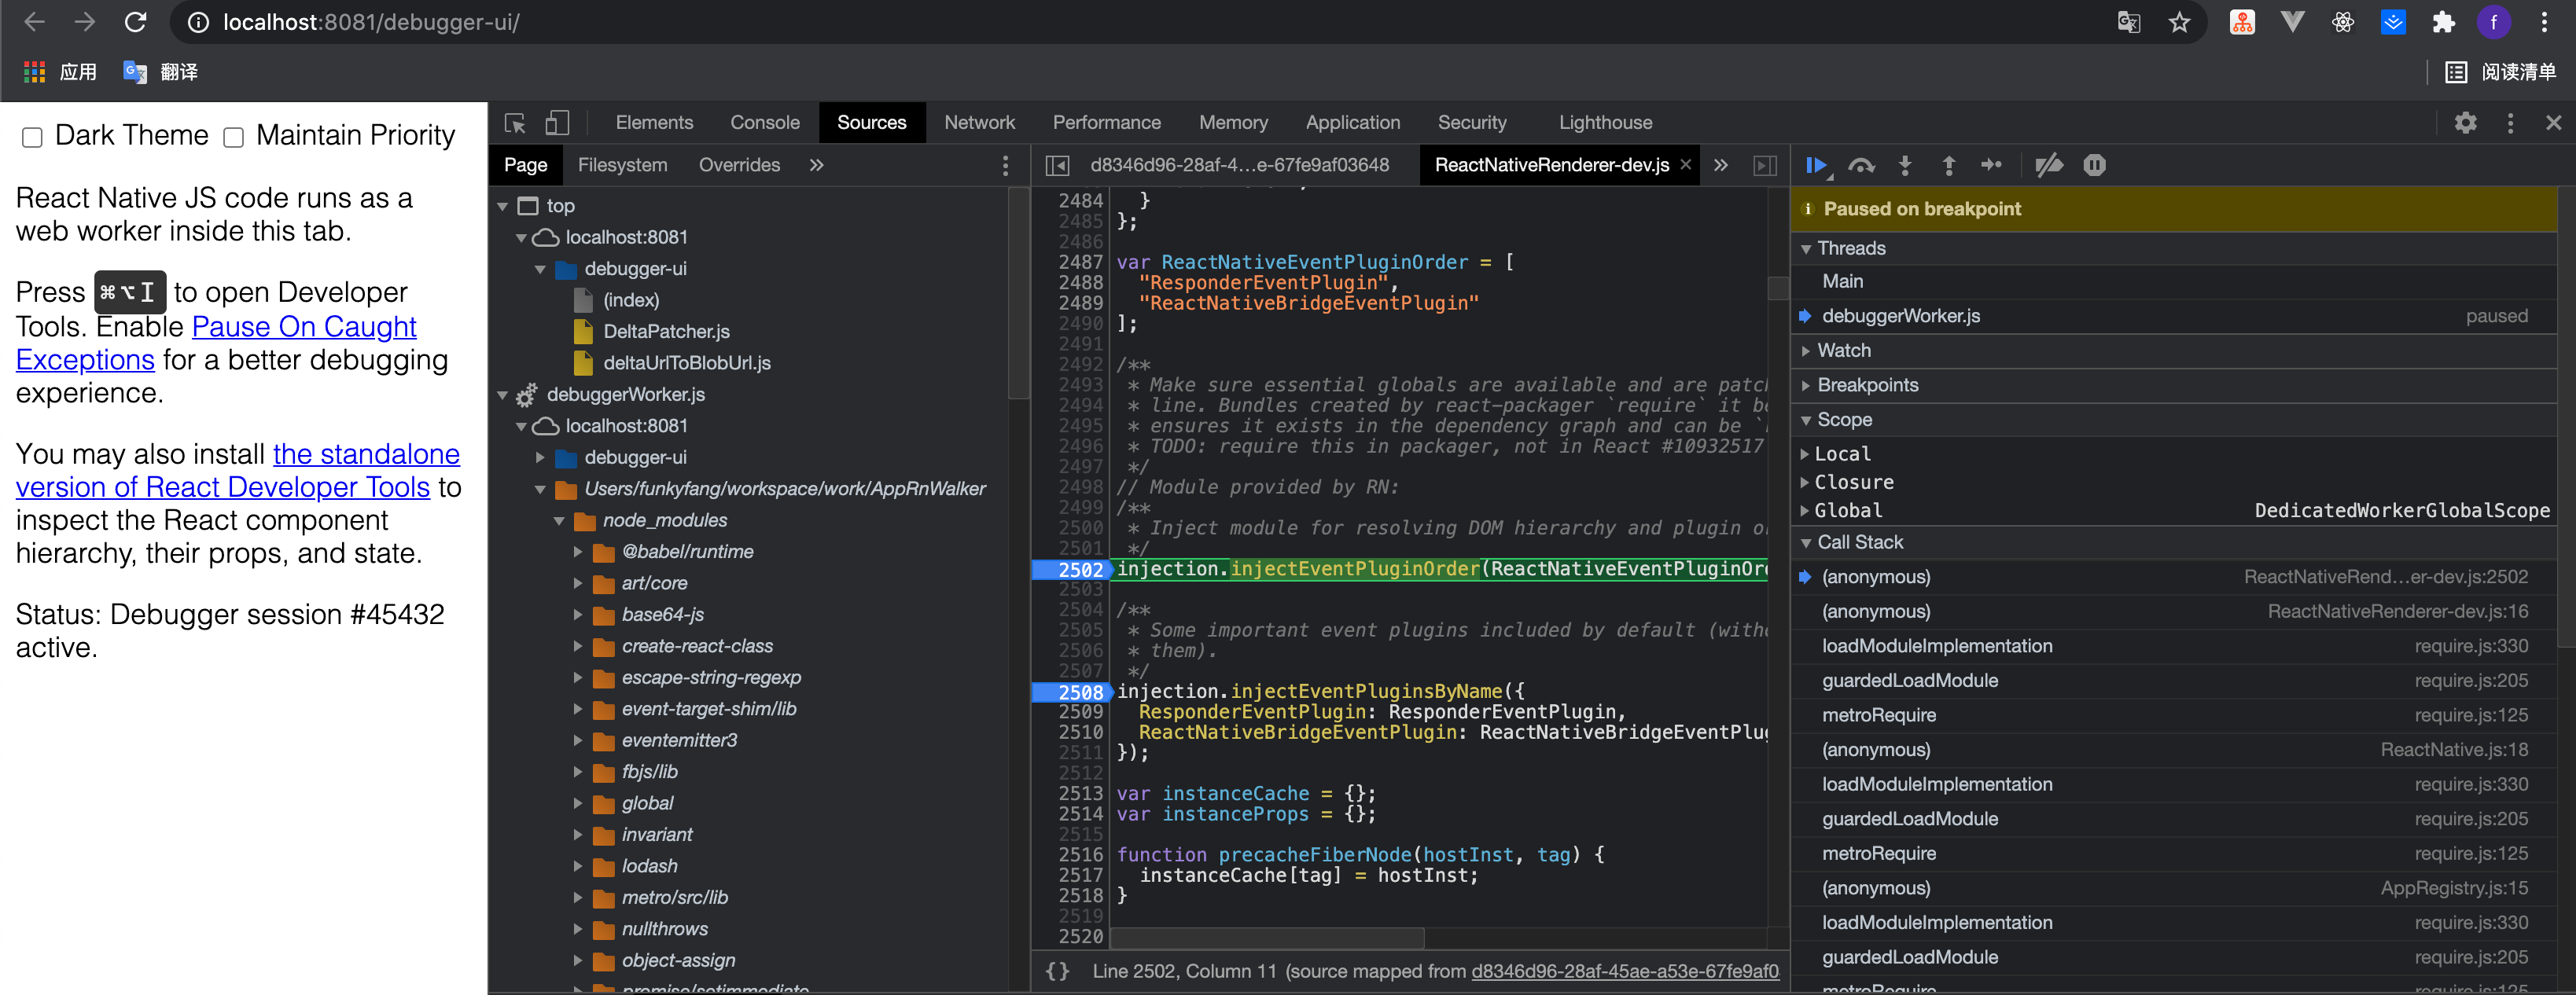 localhost:8081/debugger-ui/
f
应用
翻译
阅读清单
Dark Theme
Maintain Priority
React Native JS code runs as a
web worker inside this tab.
Press ⌘⌥I to open Developer
Tools. Enable Pause On Caught
Exceptions for a better debugging
experience.
You may also install the standalone
version of React Developer Tools to
inspect the React component
hierarchy, their props, and state.
Status: Debugger session #45432
active.
Elements
Console
Sources
Network
Performance
Memory
Application
Security
Lighthouse
Page
Filesystem
Overrides
»
top
localhost:8081
debugger-ui
(index)
DeltaPatcher.js
deltaUrlToBlobUrl.js
debuggerWorker.js
localhost:8081
debugger-ui
Users/funkyfang/workspace/work/AppRnWalker
node_modules
@babel/runtime
art/core
base64-js
create-react-class
escape-string-regexp
event-target-shim/lib
eventemitter3
fbjs/lib
global
invariant
lodash
metro/src/lib
nullthrows
object-assign
promise/setimmediate
d8346d96-28af-4…e-67fe9af03648
ReactNativeRenderer-dev.js ×
»
2484 }
2485 };
2486
2487 var ReactNativeEventPluginOrder = [
2488 "ResponderEventPlugin",
2489 "ReactNativeBridgeEventPlugin"
2490 ];
2491
2492 /**
2493 * Make sure essential globals are available and are patc
2494 * line. Bundles created by react-packager `require` it be
2495 * ensures it exists in the dependency graph and can be `
2496 * TODO: require this in packager, not in React #10932517
2497 */
2498 // Module provided by RN:
2499 /**
2500 * Inject module for resolving DOM hierarchy and plugin o
2501 */
2502 injection.injectEventPluginOrder(ReactNativeEventPluginOr
2503
2504 /**
2505 * Some important event plugins included by default (with
2506 * them).
2507 */
2508 injection.injectEventPluginsByName({
2509 ResponderEventPlugin: ResponderEventPlugin,
2510 ReactNativeBridgeEventPlugin: ReactNativeBridgeEventPlu
2511 });
2512
2513 var instanceCache = {};
2514 var instanceProps = {};
2515
2516 function precacheFiberNode(hostInst, tag) {
2517 instanceCache[tag] = hostInst;
2518 }
2519
2520
{} Line 2502, Column 11 (source mapped from d8346d96-28af-45ae-a53e-67fe9af0
Paused on breakpoint
Threads
Main
debuggerWorker.js paused
Watch
Breakpoints
Scope
Local
Closure
Global DedicatedWorkerGlobalScope
Call Stack
(anonymous) ReactNativeRend…er-dev.js:2502
(anonymous) ReactNativeRenderer-dev.js:16
loadModuleImplementation require.js:330
guardedLoadModule require.js:205
metroRequire require.js:125
(anonymous) ReactNative.js:18
loadModuleImplementation require.js:330
guardedLoadModule require.js:205
metroRequire require.js:125
(anonymous) AppRegistry.js:15
loadModuleImplementation require.js:330
guardedLoadModule require.js:205
metroRequire require.js:125